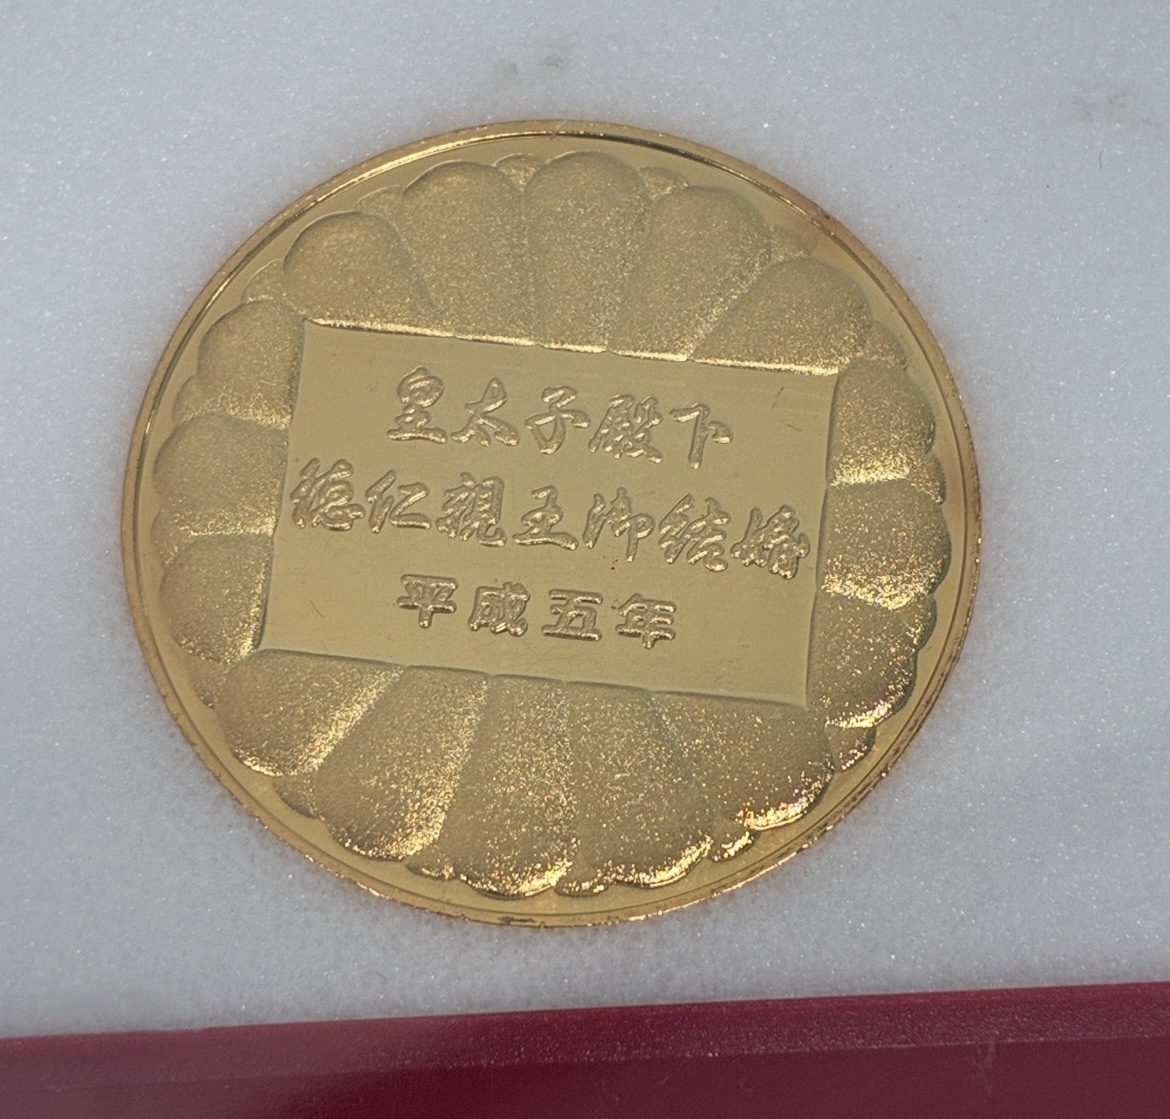 皇太子殿下
徳仁親王御結婚
平成五年